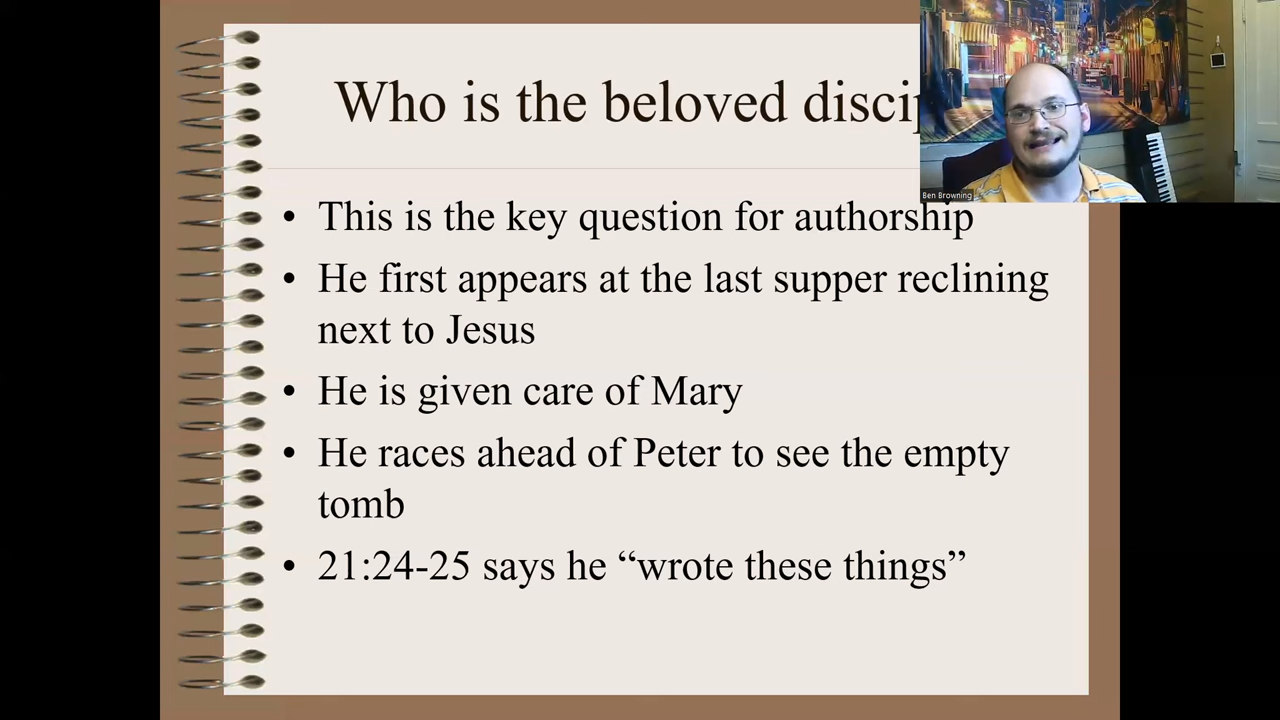 Who is the beloved
Ben Browning
• This is the key question for authorship
• He first appears at the last supper reclining
next to Jesus
• He is given care of Mary
• He races ahead of Peter to see the empty
tomb
• 21:24-25 says he “wrote these things”